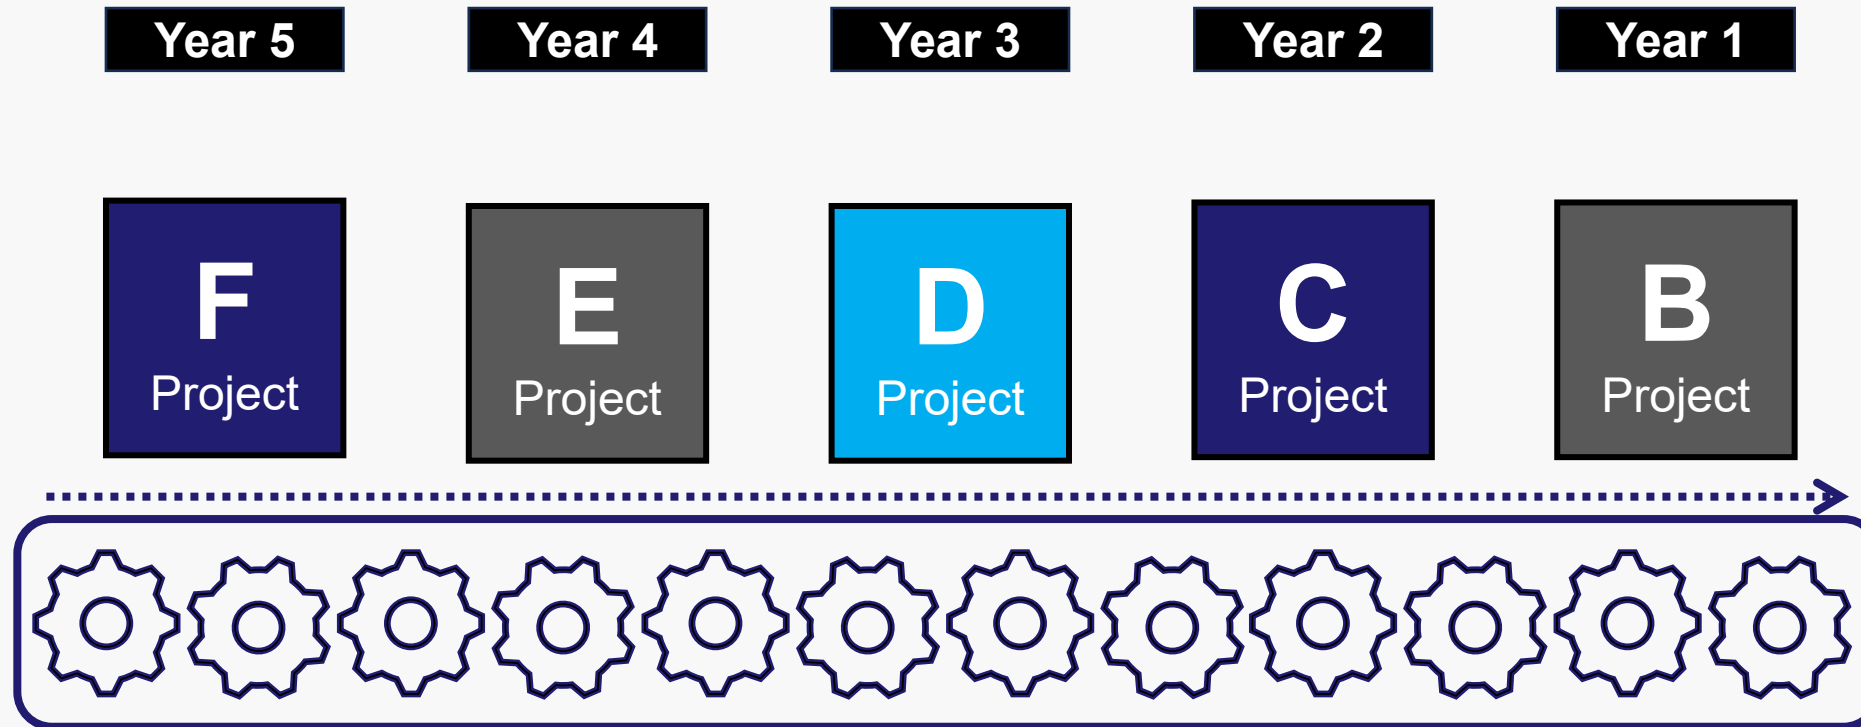 Year 5
Year 4
Year 3
Year 2
Year 1
F
Project
E
Project
D
Project
C
Project
B
Project